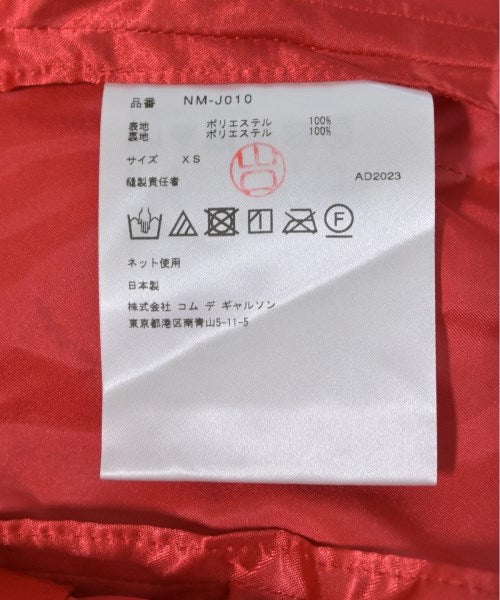 品番 NM-J010
表地 ポリエステル 100%
裏地 ポリエステル 100%
サイズ XS
縫製責任者 AD2023
F
ネット使用
日本製
株式会社 コム デ ギャルソン
東京都港区南青山5-11-5